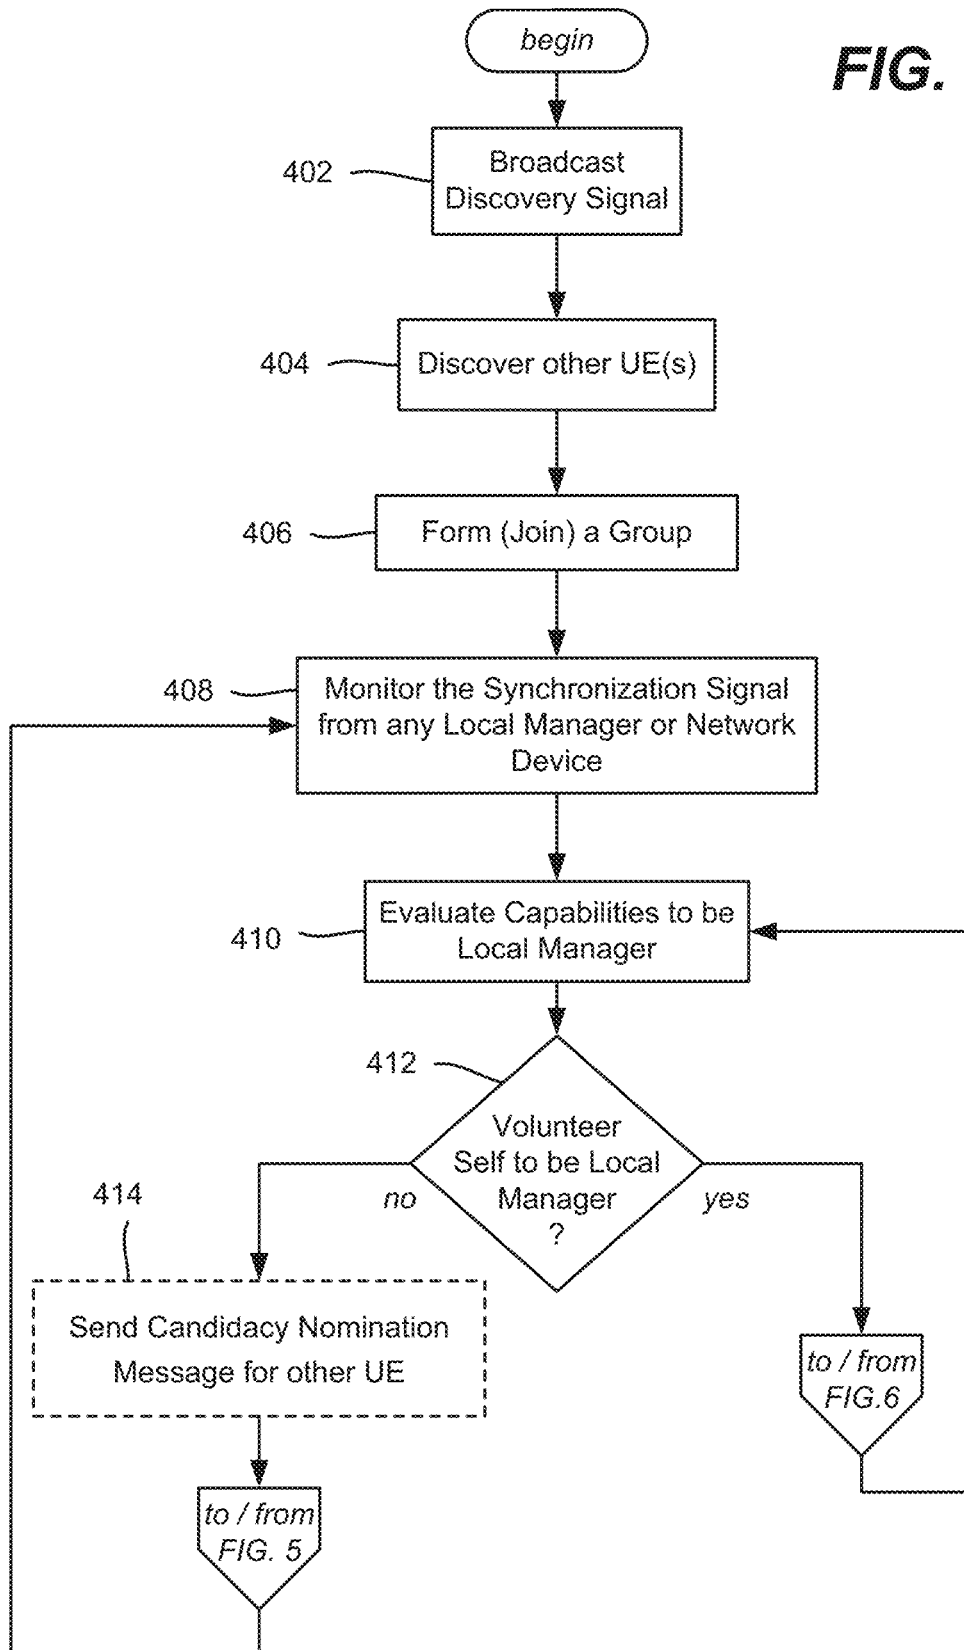 begin
FIG.
402
Broadcast
Discovery Signal
404
Discover other UE(s)
406
Form (Join) a Group
408
Monitor the Synchronization Signal
from any Local Manager or Network
Device
410
Evaluate Capabilities to be
Local Manager
412
Volunteer
Self to be Local
Manager
?
no
yes
414
Send Candidacy Nomination
Message for other UE
to / from
FIG.6
to / from
FIG. 5